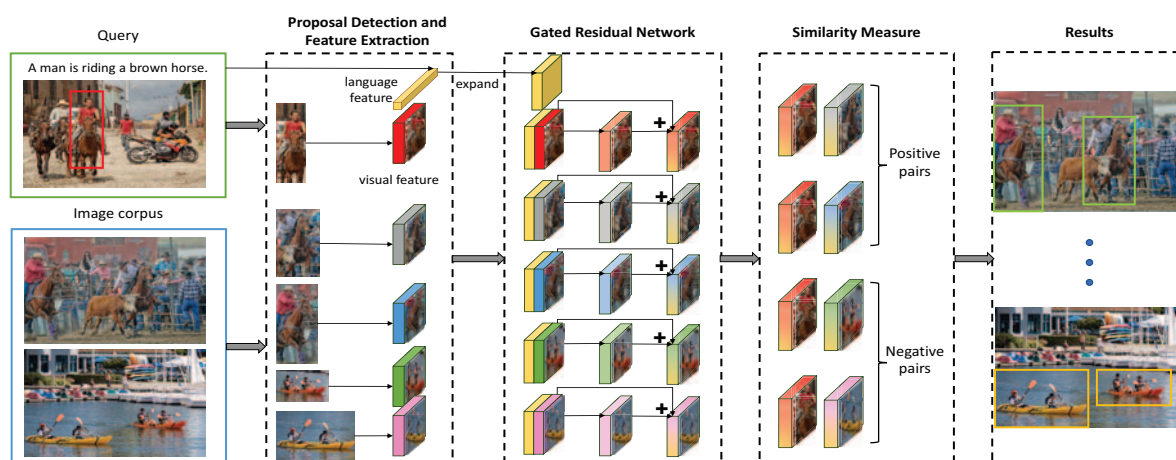 Query
A man is riding a brown horse.
Image corpus
Proposal Detection and
Feature Extraction
language
feature
visual feature
expand
Gated Residual Network
+
+
+
+
+
Similarity Measure
Positive
pairs
Negative
pairs
Results